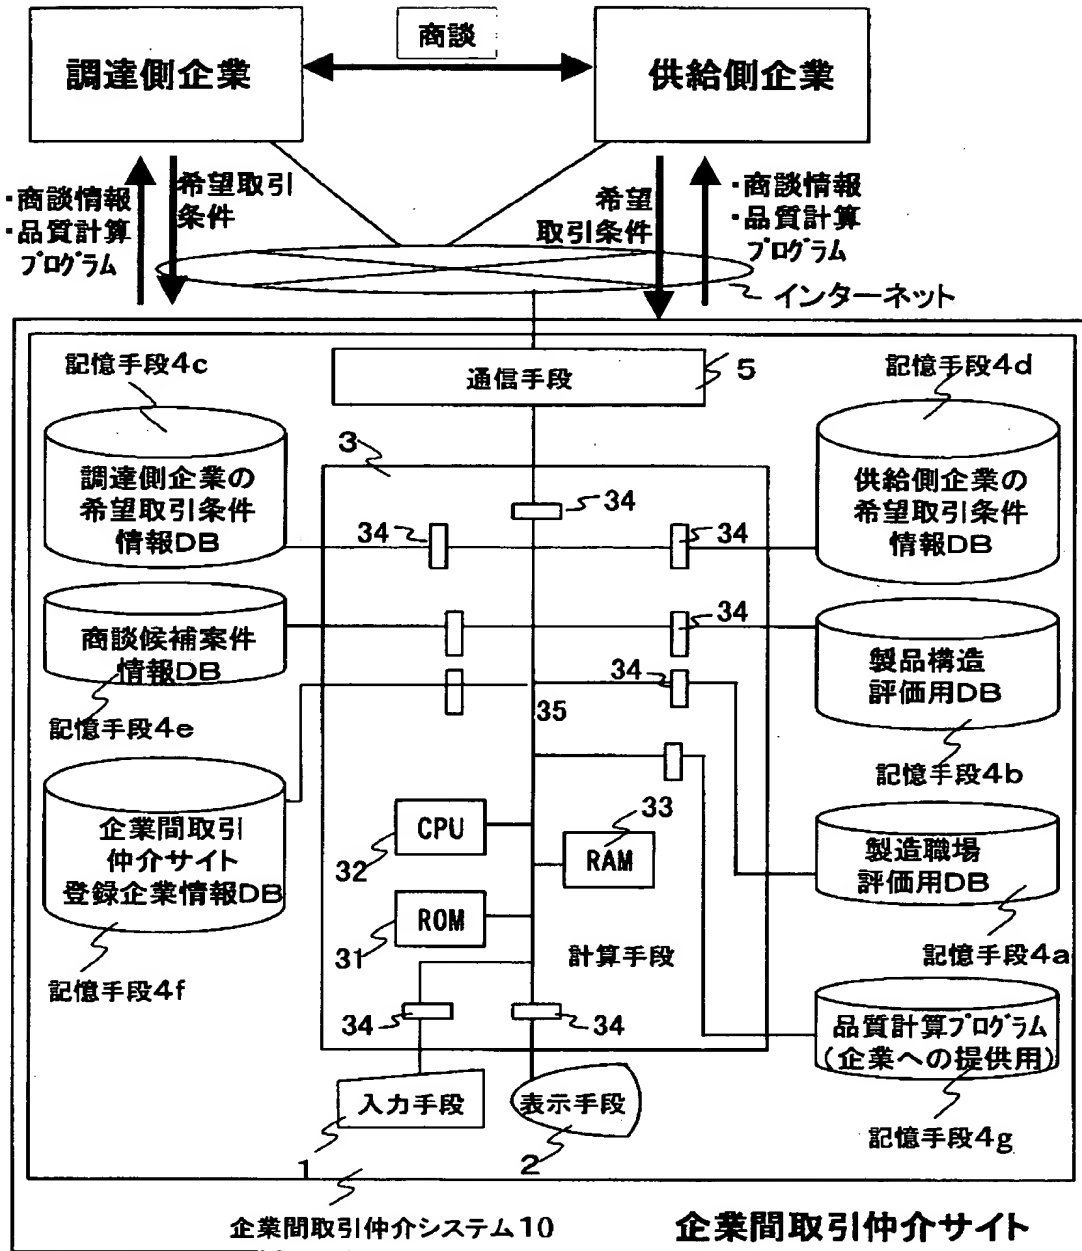 商談
調達側企業
供給側企業
・商談情報
・品質計算
プログラム
希望取引
条件
希望
取引条件
・商談情報
・品質計算
プログラム
インターネット
記憶手段4c
通信手段
5
記憶手段4d
調達側企業の
希望取引条件
情報DB
3
34
34
34
供給側企業の
希望取引条件
情報DB
商談候補案件
情報DB
34
製品構造
評価用DB
34
35
記憶手段4e
記憶手段4b
企業間取引
仲介サイト
登録企業情報DB
CPU
32
33
RAM
製造職場
評価用DB
ROM
31
計算手段
記憶手段4f
記憶手段4a
34
34
品質計算プログラム
(企業への提供用)
入力手段
表示手段
1
2
記憶手段4g
企業間取引仲介システム10
企業間取引仲介サイト